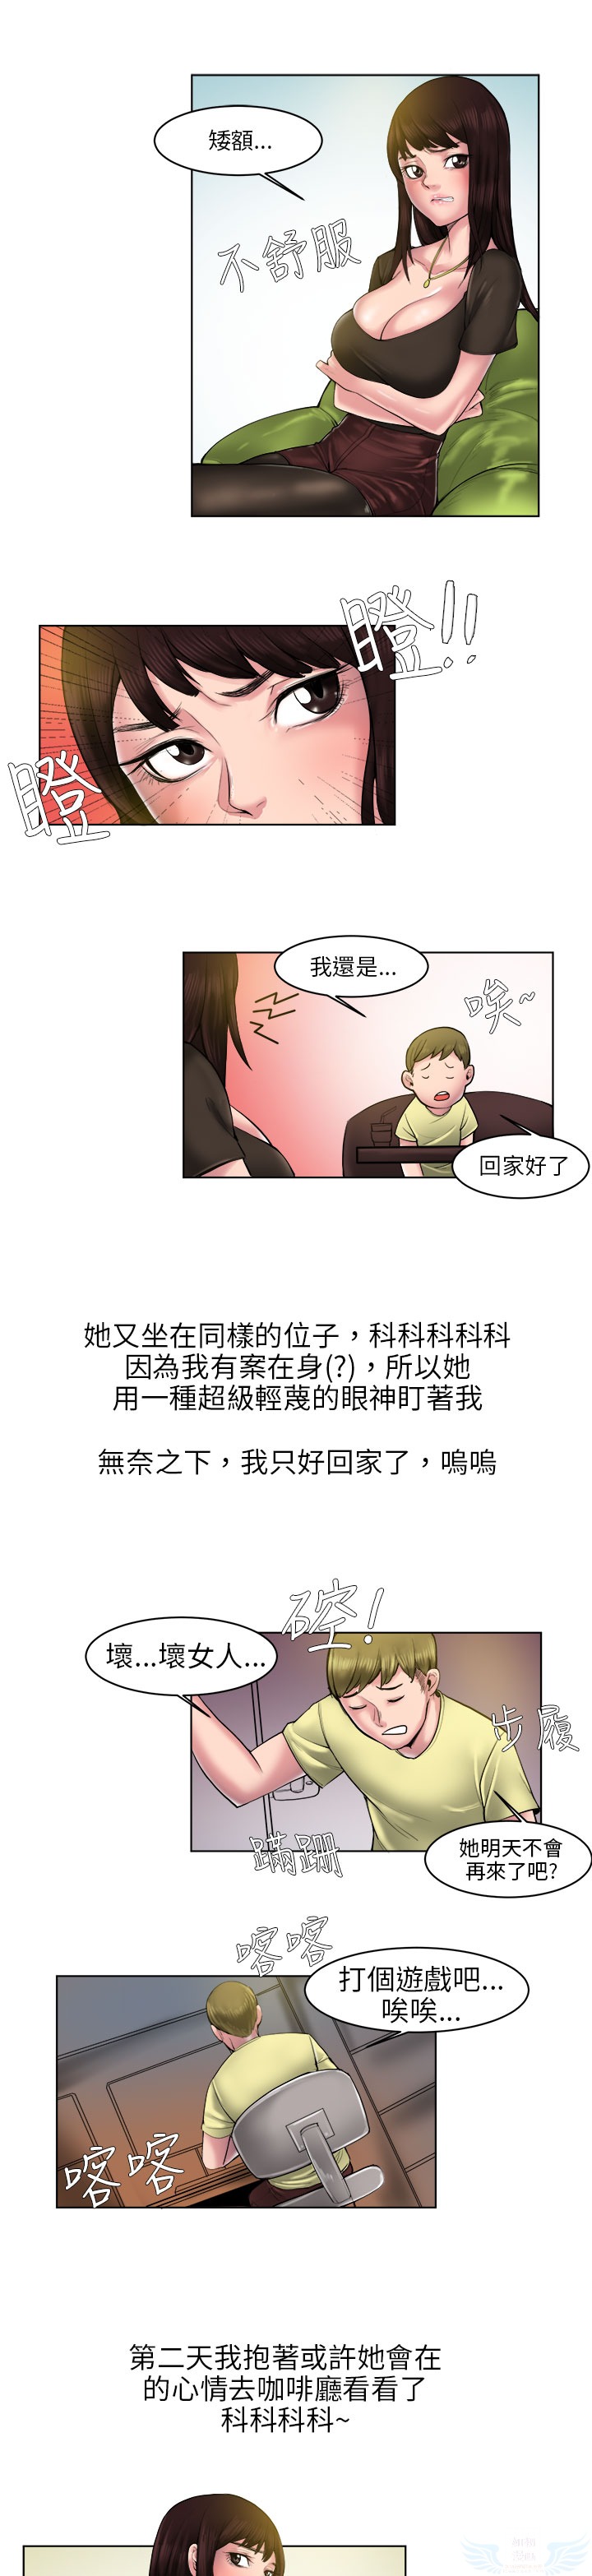 矮額...
不舒服
瞪!!
瞪
我還是...
唉~
回家好了
她又坐在同樣的位子，科科科科科
因為我有案在身(?)，所以她
用一種超級輕蔑的眼神盯著我
無奈之下，我只好回家了，嗚嗚
硿!
壞...壞女人...
步履
蹣跚
她明天不會
再來了吧?
喀喀
打個遊戲吧...
唉唉...
喀喀
第二天我抱著或許她會在
的心情去咖啡廳看看了
科科科科~